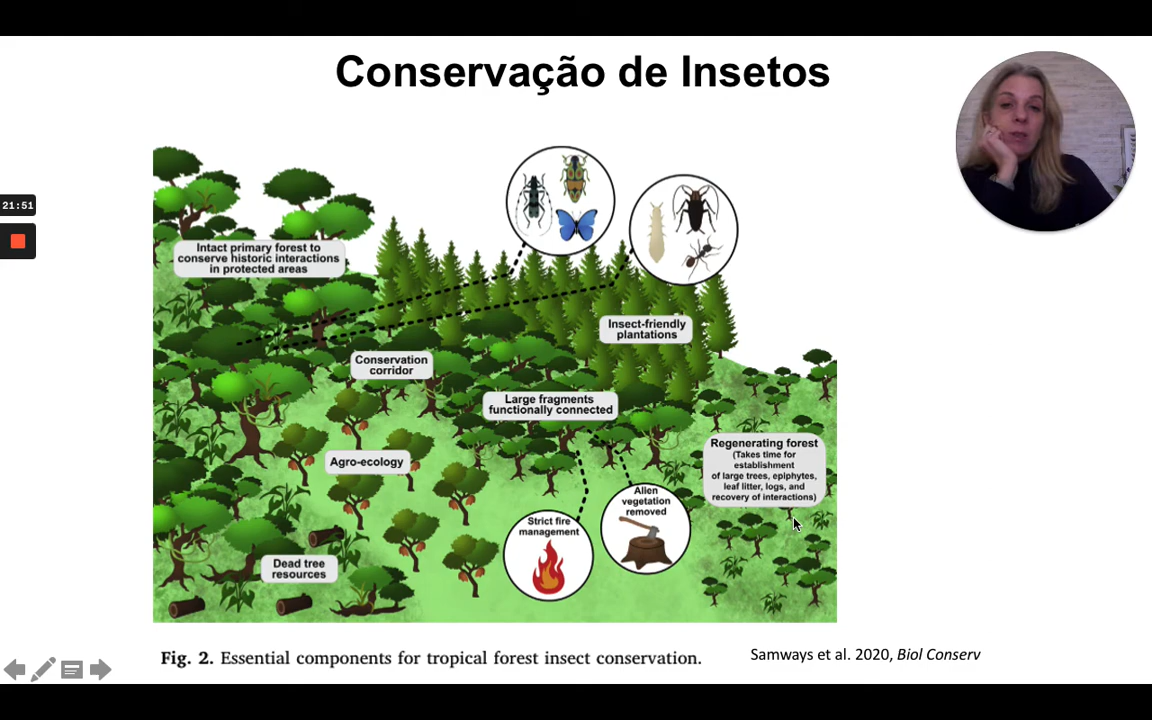 Conservação de Insetos
21:51
Intact primary forest to
conserve historic interactions
in protected areas
Insect-friendly
plantations
Conservation
corridor
Large fragments
functionally connected
Agro-ecology
Regenerating forest
(Takes time for
establishment
of large trees, epiphytes,
leaf litter, logs, and
recovery of interactions)
Alien
vegetation
removed
Strict fire
management
Dead tree
resources
Fig. 2. Essential components for tropical forest insect conservation.
Samways et al. 2020, Biol Conserv